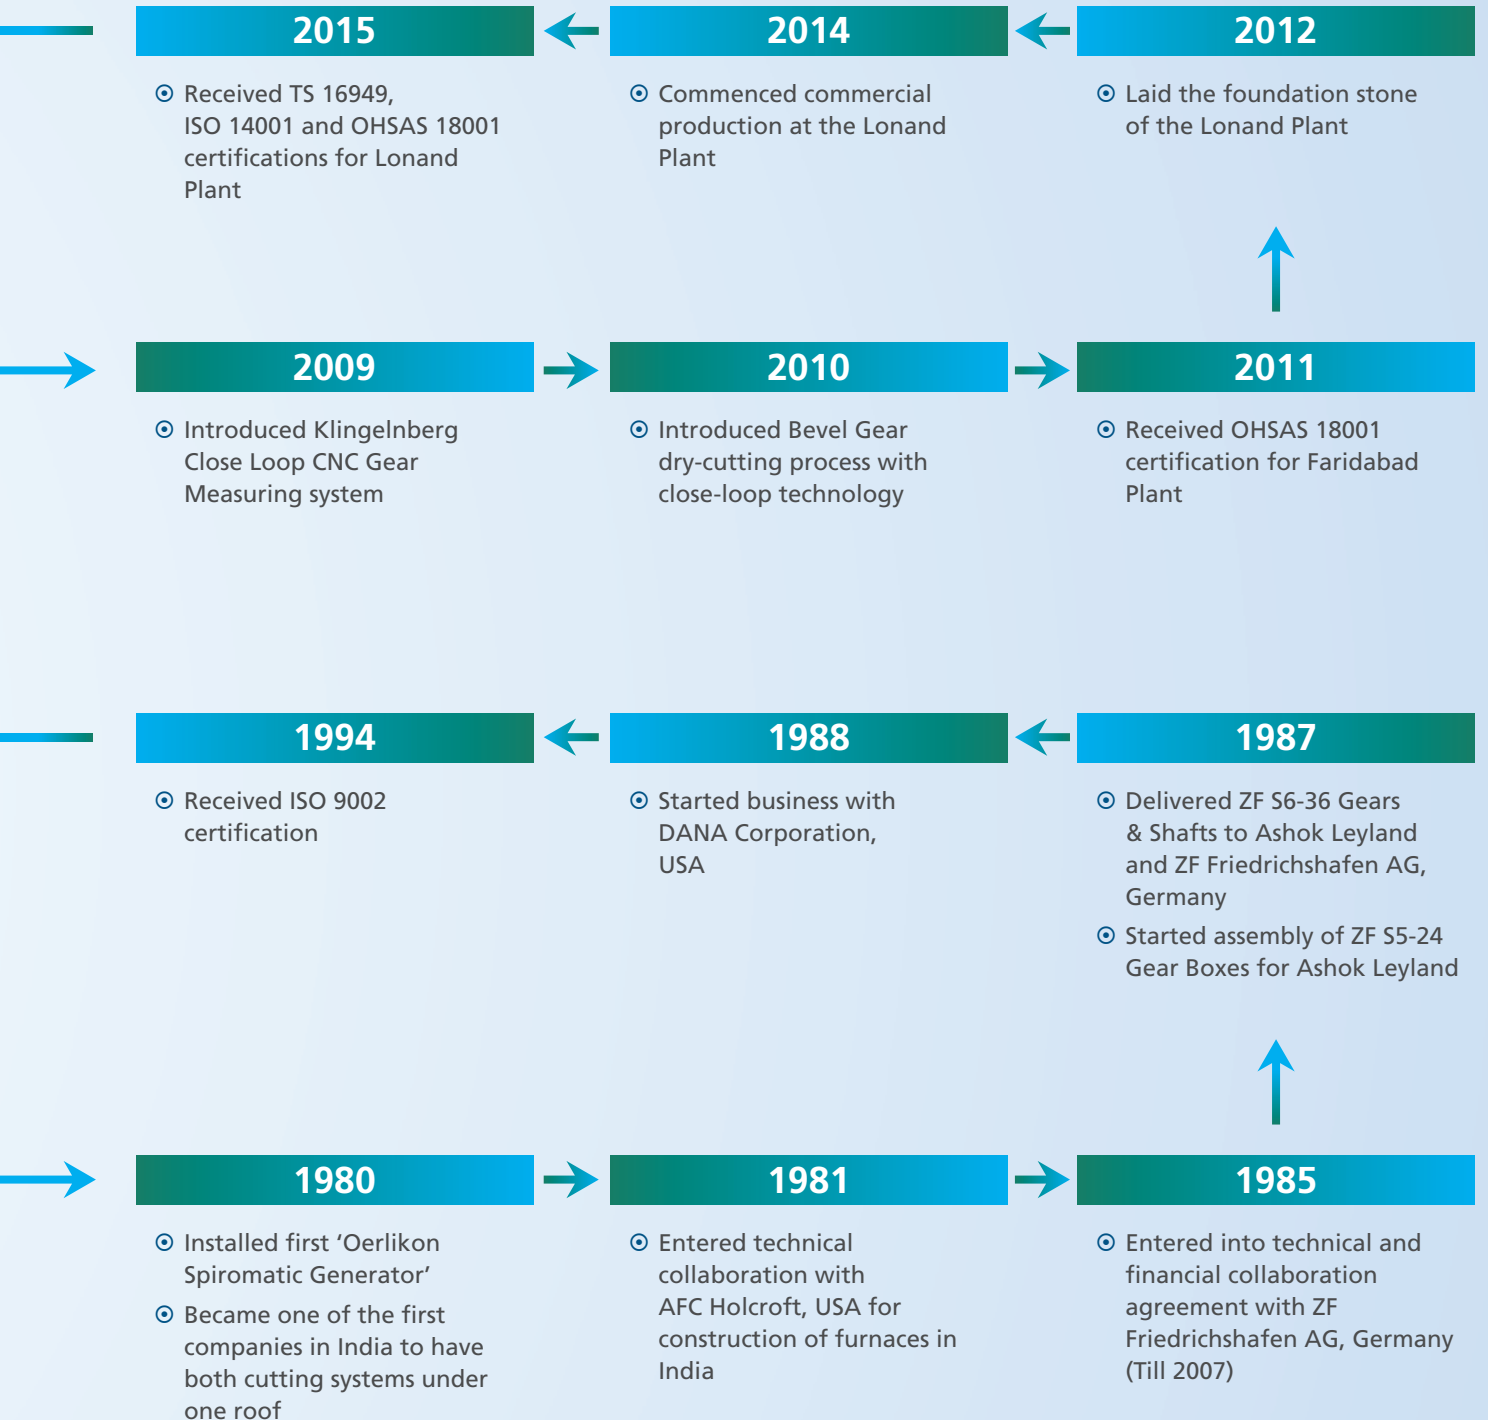 2015
Received TS 16949,
ISO 14001 and OHSAS 18001
certifications for Lonand
Plant
2014
Commenced commercial
production at the Lonand
Plant
2012
Laid the foundation stone
of the Lonand Plant
2009
Introduced Klingelnberg
Close Loop CNC Gear
Measuring system
2010
Introduced Bevel Gear
dry-cutting process with
close-loop technology
2011
Received OHSAS 18001
certification for Faridabad
Plant
1994
Received ISO 9002
certification
1988
Started business with
DANA Corporation,
USA
1987
Delivered ZF S6-36 Gears
& Shafts to Ashok Leyland
and ZF Friedrichshafen AG,
Germany
Started assembly of ZF S5-24
Gear Boxes for Ashok Leyland
1980
Installed first ‘Oerlikon
Spiromatic Generator’
Became one of the first
companies in India to have
both cutting systems under
one roof
1981
Entered technical
collaboration with
AFC Holcroft, USA for
construction of furnaces in
India
1985
Entered into technical and
financial collaboration
agreement with ZF
Friedrichshafen AG, Germany
(Till 2007)